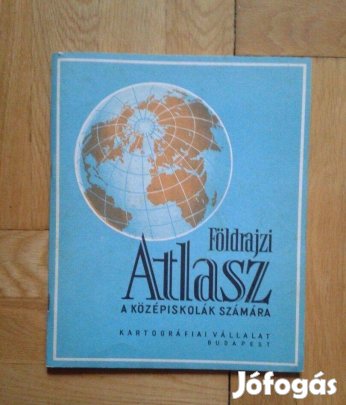 Földrajzi
Atlasz
A KÖZÉPISKOLÁK SZÁMÁRA
KARTOGRÁFIAI VÁLLALAT
BUDAPEST
Jófogás